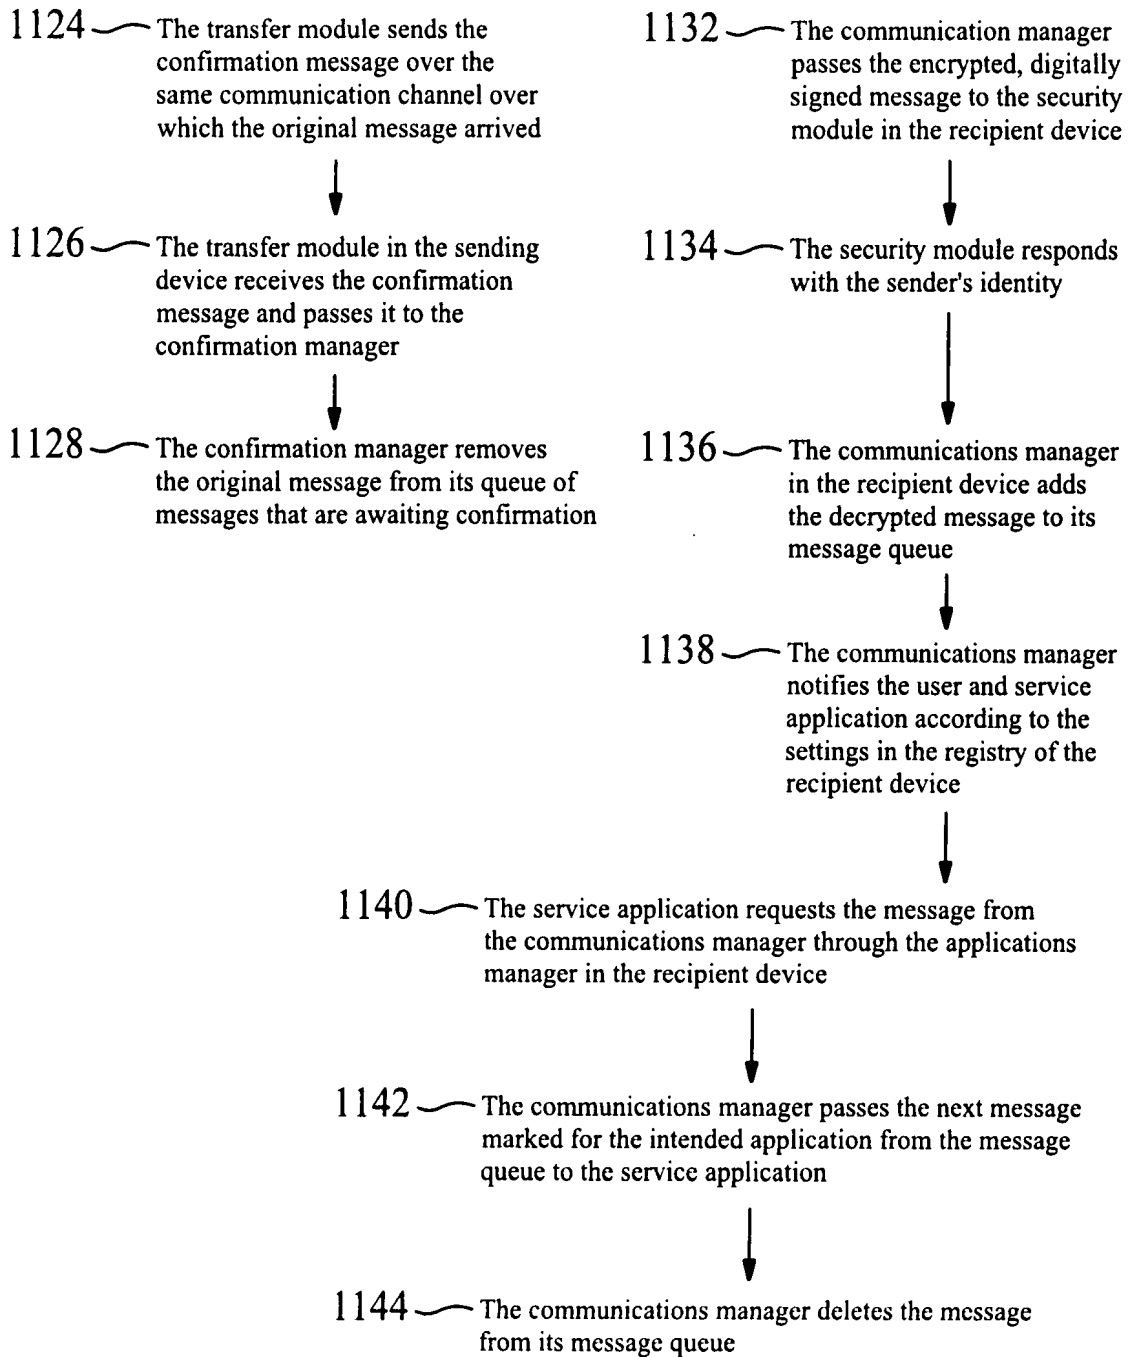 1124 The transfer module sends the
confirmation message over the
same communication channel over
which the original message arrived
1126 The transfer module in the sending
device receives the confirmation
message and passes it to the
confirmation manager
1128 The confirmation manager removes
the original message from its queue of
messages that are awaiting confirmation
1132 The communication manager
passes the encrypted, digitally
signed message to the security
module in the recipient device
1134 The security module responds
with the sender's identity
1136 The communications manager
in the recipient device adds
the decrypted message to its
message queue
1138 The communications manager
notifies the user and service
application according to the
settings in the registry of the
recipient device
1140 The service application requests the message from
the communications manager through the applications
manager in the recipient device
1142 The communications manager passes the next message
marked for the intended application from the message
queue to the service application
1144 The communications manager deletes the message
from its message queue